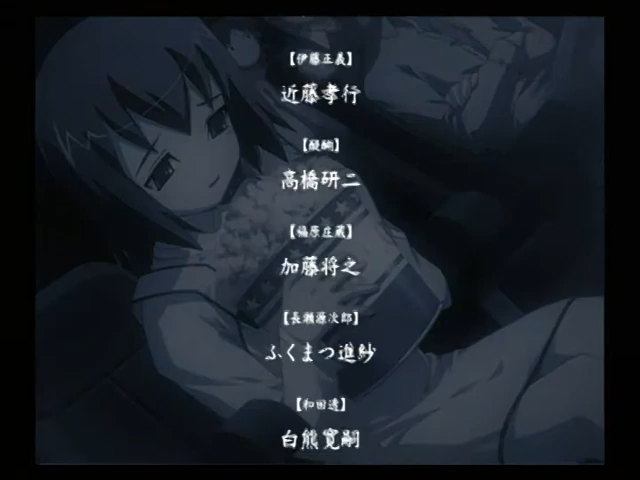 【伊藤正義】
近藤孝行
【醍醐】
高橋研二
【福原庄蔵】
加藤将之
【長瀬源次郎】
ふくまつ進紗
【和田透】
白熊寛嗣